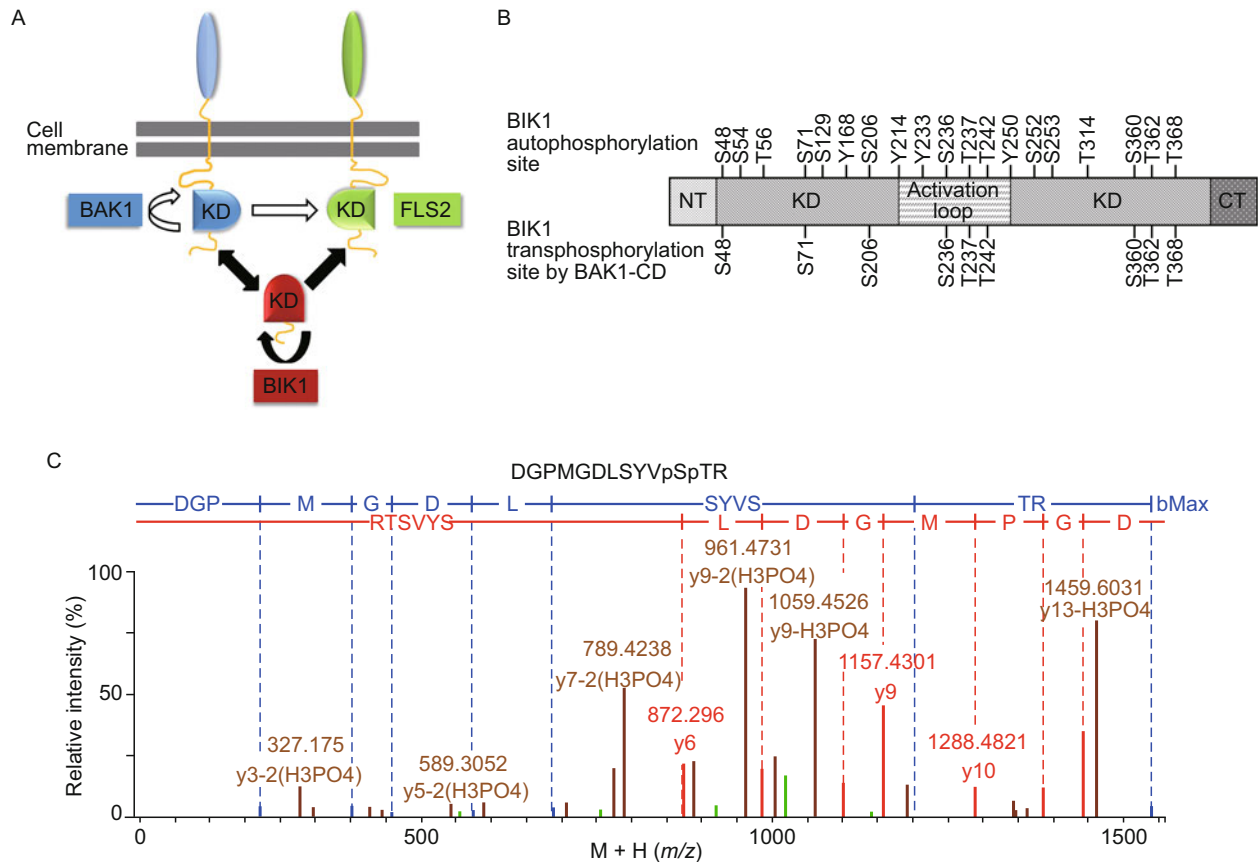 A
Cell
membrane
BAK1
KD
KD
FLS2
KD
BIK1
B
BIK1
autophosphorylation
site
S48
S54
T56
S71
S129
Y168
S206
Y214
Y233
S236
T237
T242
Y250
S252
S253
T314
S360
T362
T368
NT
KD
Activation
loop
KD
CT
BIK1
transphosphorylation
site by BAK1-CD
S48
S71
S206
S236
T237
T242
S360
T362
T368
C
DGPMGDLSYVpSpTR
DGP M G D L SYVS TR bMax
RTSVYS L D G M P G D
Relative intensity (%)
100
50
0
327.175
y3-2(H3PO4)
589.3052
y5-2(H3PO4)
789.4238
y7-2(H3PO4)
872.296
y6
961.4731
y9-2(H3PO4)
1059.4526
y9-H3PO4
1157.4301
y9
1288.4821
y10
1459.6031
y13-H3PO4
0 500 1000 1500
M + H (m/z)